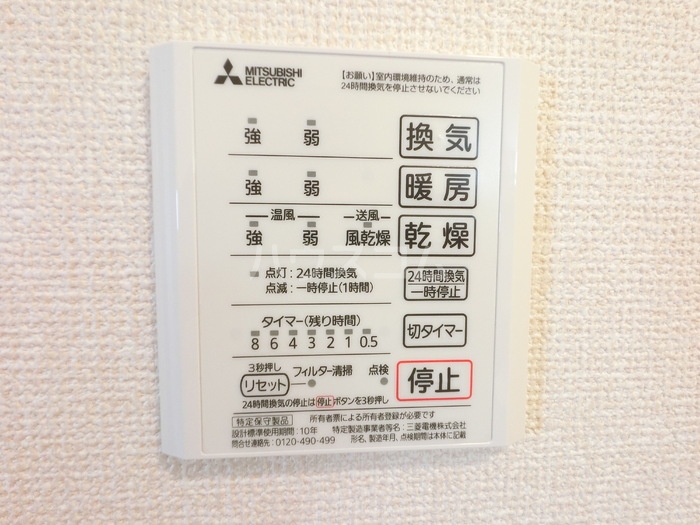 MITSUBISHI
ELECTRIC
【お願い】室内環境維持のため、通常は
24時間換気を停止させないでください
強 弱 換気
強 弱 暖房
温風 送風
強 弱 風乾燥 乾燥
点灯：24時間換気
点滅：一時停止(1時間)
24時間換気
一時停止
タイマー(残り時間)
8 6 4 3 2 1 0.5
切タイマー
3秒押し
リセット フィルター清掃 点検
停止
24時間換気の停止は停止ボタンを3秒押し
特定保守製品 所有者票による所有者登録が必要です
設計標準使用期間：10年 特定製造事業者等名：三菱電機株式会社
問合せ連絡先：0120-490-499 形名、製造年月、点検期間は本体に記載